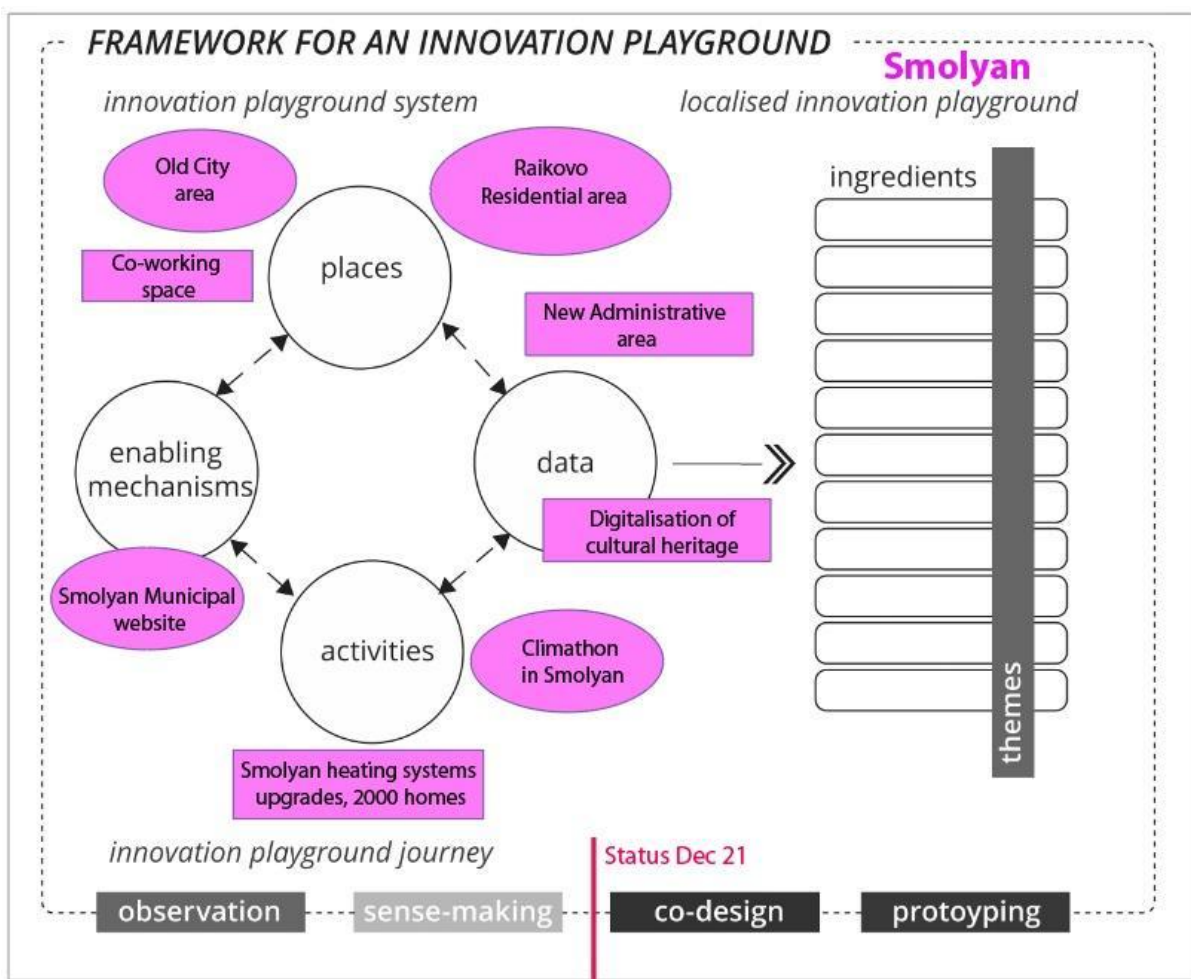 FRAMEWORK FOR AN INNOVATION PLAYGROUND
Smolyan
innovation playground system
localised innovation playground
Old City
area
Raikovo
Residential area
ingredients
Co-working
space
places
New Administrative
area
enabling
mechanisms
data
Digitalisation of
cultural heritage
Smolyan Municipal
website
activities
Climathon
in Smolyan
themes
Smolyan heating systems
upgrades, 2000 homes
innovation playground journey
Status Dec 21
observation
sense-making
co-design
protoyping